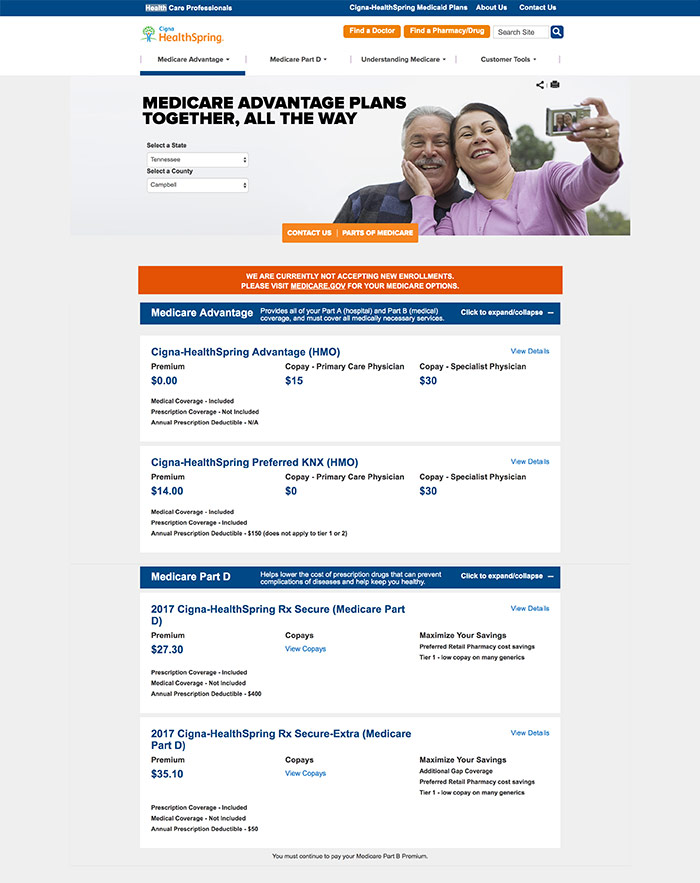 Health Care Professionals
Cigna-HealthSpring Medicaid Plans About Us Contact Us
Cigna
HealthSpring
Find a Doctor Find a Pharmacy/Drug Search Site
Medicare Advantage Medicare Part D Understanding Medicare Customer Tools
MEDICARE ADVANTAGE PLANS
TOGETHER, ALL THE WAY
Select a State
Tennessee
Select a County
Campbell
CONTACT US | PARTS OF MEDICARE
WE ARE CURRENTLY NOT ACCEPTING NEW ENROLLMENTS.
PLEASE VISIT MEDICARE.GOV FOR YOUR MEDICARE OPTIONS.
Medicare Advantage
Provides all of your Part A (hospital) and Part B (medical)
coverage, and must cover all medically necessary services.
Click to expand/collapse –
Cigna-HealthSpring Advantage (HMO) View Details
Premium Copay - Primary Care Physician Copay - Specialist Physician
$0.00 $15 $30
Medical Coverage - Included
Prescription Coverage - Not Included
Annual Prescription Deductible - N/A
Cigna-HealthSpring Preferred KNX (HMO) View Details
Premium Copay - Primary Care Physician Copay - Specialist Physician
$14.00 $0 $30
Medical Coverage - Included
Prescription Coverage - Included
Annual Prescription Deductible - $150 (does not apply to tier 1 or 2)
Medicare Part D
Helps lower the cost of prescription drugs that can prevent
complications of diseases and help keep you healthy.
Click to expand/collapse –
2017 Cigna-HealthSpring Rx Secure (Medicare Part
D)
View Details
Premium Copays Maximize Your Savings
$27.30 View Copays
Preferred Retail Pharmacy cost savings
Tier 1 - low copay on many generics
Prescription Coverage - Included
Medical Coverage - Not Included
Annual Prescription Deductible - $400
2017 Cigna-HealthSpring Rx Secure-Extra (Medicare
Part D)
View Details
Premium Copays Maximize Your Savings
$35.10 View Copays
Additional Gap Coverage
Preferred Retail Pharmacy cost savings
Tier 1 - low copay on many generics
Prescription Coverage - Included
Medical Coverage - Not Included
Annual Prescription Deductible - $50
You must continue to pay your Medicare Part B Premium.